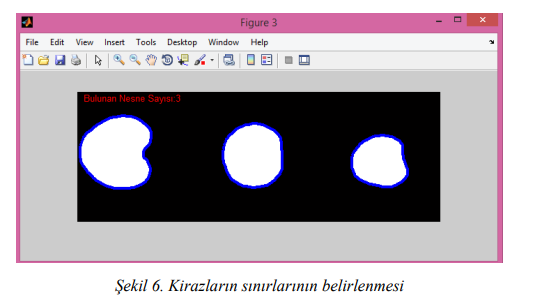 Figure 3
File Edit View Insert Tools Desktop Window Help
Bulunan Nesne Sayısı:3
Şekil 6. Kirazların sınırlarının belirlenmesi